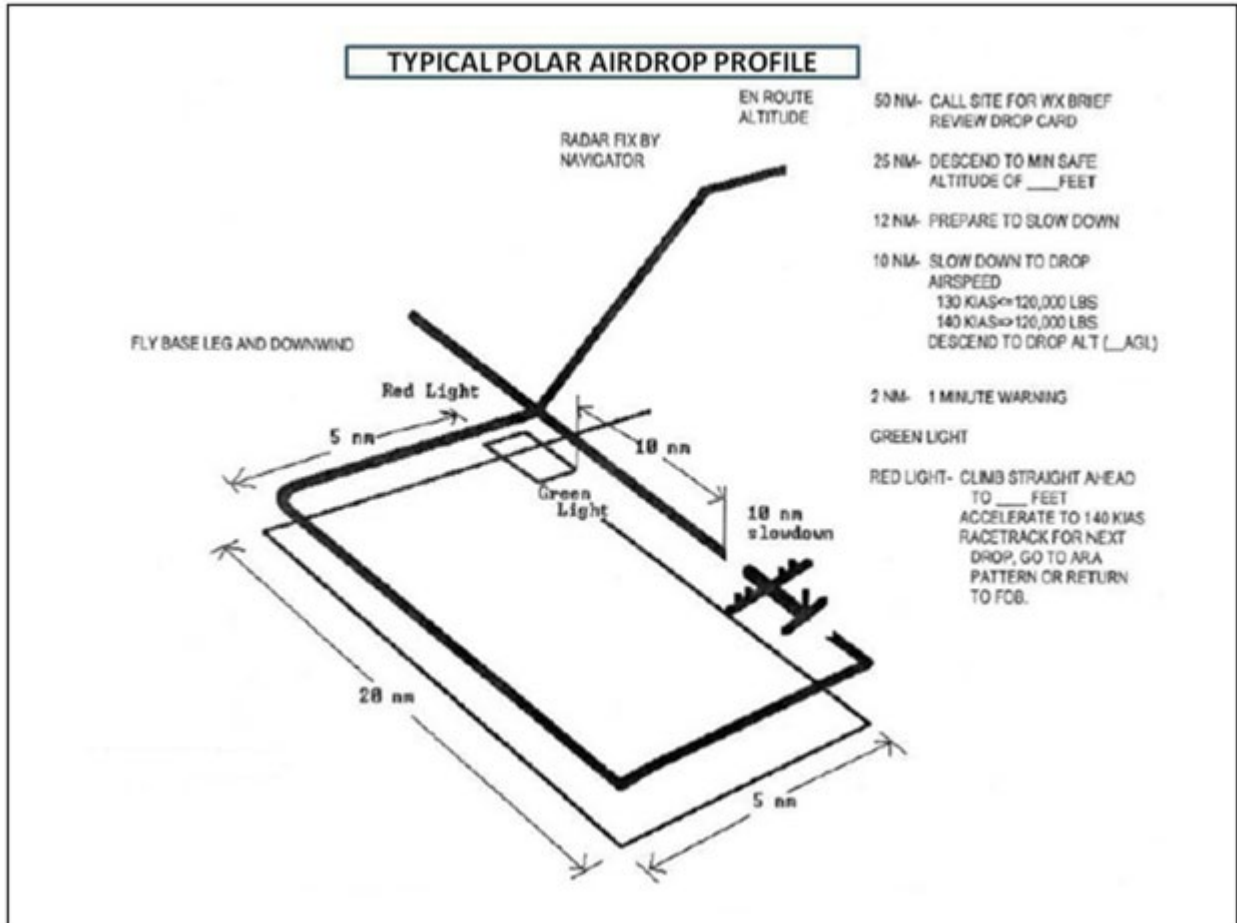 TYPICAL POLAR AIRDROP PROFILE
EN ROUTE
ALTITUDE
RADAR FIX BY
NAVIGATOR
50 NM- CALL SITE FOR WX BRIEF
REVIEW DROP CARD
25 NM- DESCEND TO MIN SAFE
ALTITUDE OF ____FEET
12 NM- PREPARE TO SLOW DOWN
10 NM- SLOW DOWN TO DROP
AIRSPEED
130 KIAS<=120,000 LBS
140 KIAS=>120,000 LBS
DESCEND TO DROP ALT (__AGL)
2 NM- 1 MINUTE WARNING
GREEN LIGHT
RED LIGHT- CLIMB STRAIGHT AHEAD
TO ____ FEET
ACCELERATE TO 140 KIAS
RACETRACK FOR NEXT
DROP, GO TO ARA
PATTERN OR RETURN
TO FOB.
FLY BASE LEG AND DOWNWIND
Red Light
5 nm
10 nm
Green
Light
10 nm
slowdown
20 nm
5 nm